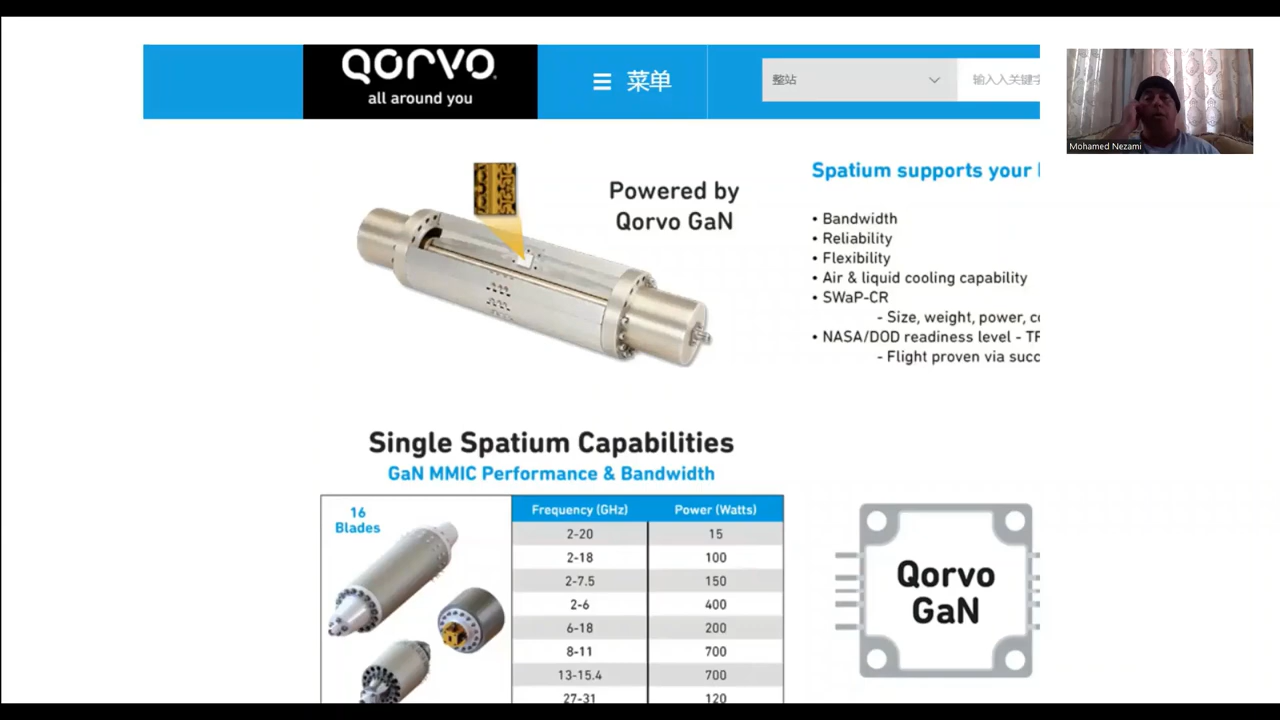 Qorvo
all around you
菜单
整站
输入入关键字
Mohamed Nezami
Powered by
Qorvo GaN
Spatium supports your
• Bandwidth
• Reliability
• Flexibility
• Air & liquid cooling capability
• SWaP-CR
- Size, weight, power,
• NASA/DOD readiness level -
- Flight proven via
Single Spatium Capabilities
GaN MMIC Performance & Bandwidth
16
Blades
Frequency (GHz) Power (Watts)
2-20 15
2-18 100
2-7.5 150
2-6 400
6-18 200
8-11 700
13-15.4 700
27-31 120
Qorvo
GaN